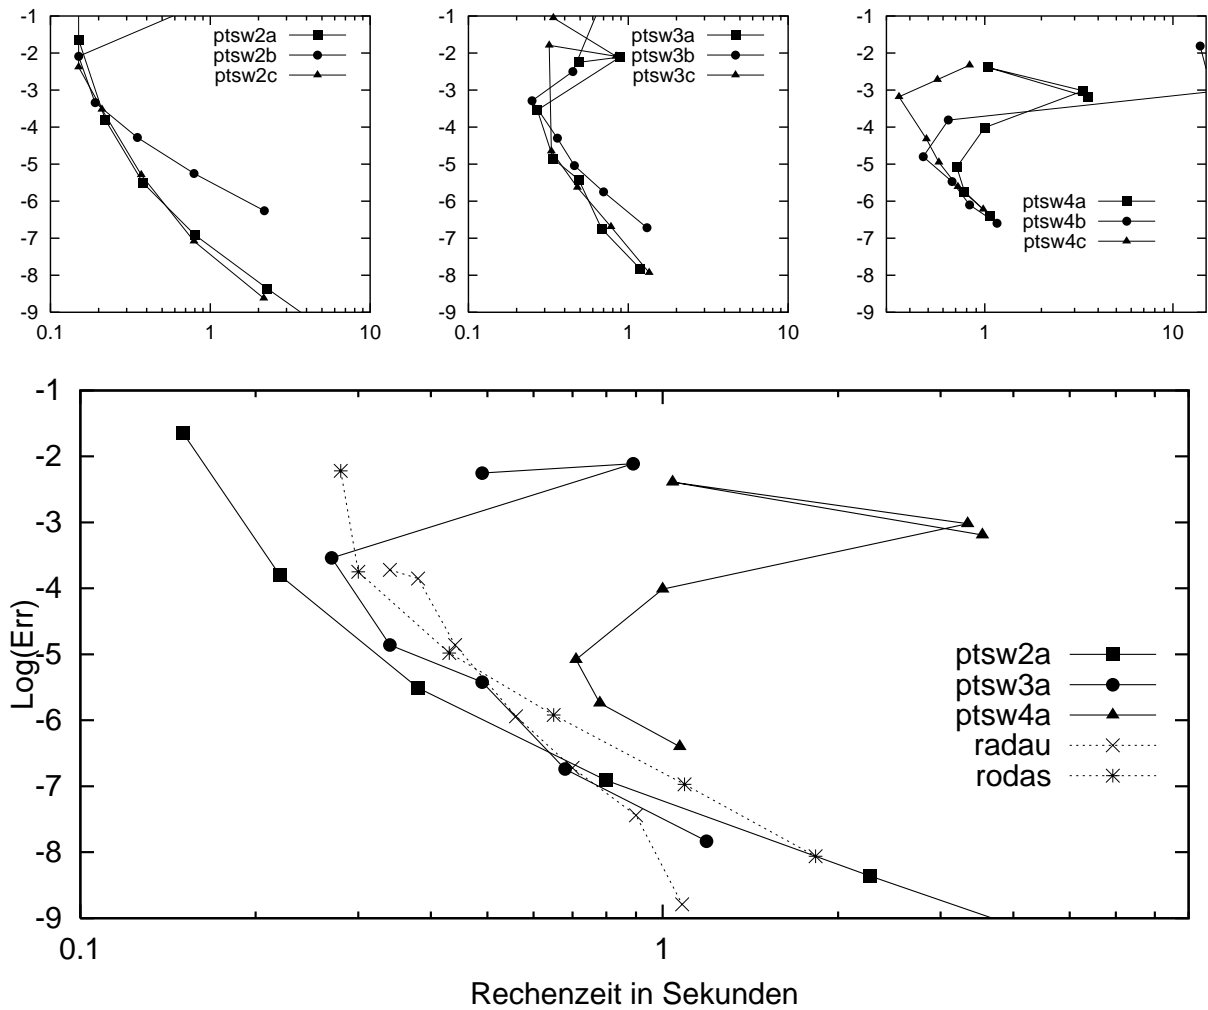 -1
-2
-3
-4
-5
-6
-7
-8
-9
0.1
1
10
ptsw2a
ptsw2b
ptsw2c
-1
-2
-3
-4
-5
-6
-7
-8
-9
0.1
1
10
ptsw3a
ptsw3b
ptsw3c
-1
-2
-3
-4
-5
-6
-7
-8
-9
1
10
ptsw4a
ptsw4b
ptsw4c
-1
-2
-3
-4
-5
-6
-7
-8
-9
0.1
1
Log(Err)
ptsw2a
ptsw3a
ptsw4a
radau
rodas
Rechenzeit in Sekunden